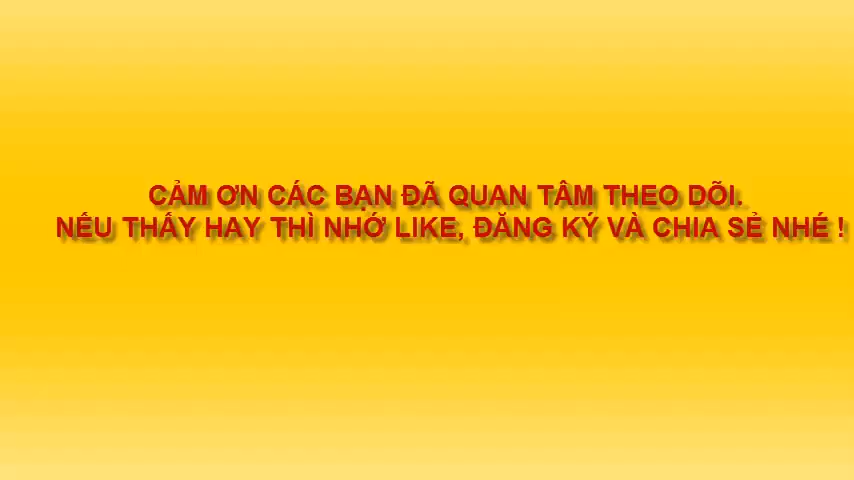 CẢM ƠN CÁC BẠN ĐÃ QUAN TÂM THEO DÕI.
NẾU THẤY HAY THÌ NHỚ LIKE, ĐĂNG KÝ VÀ CHIA SẺ NHÉ !